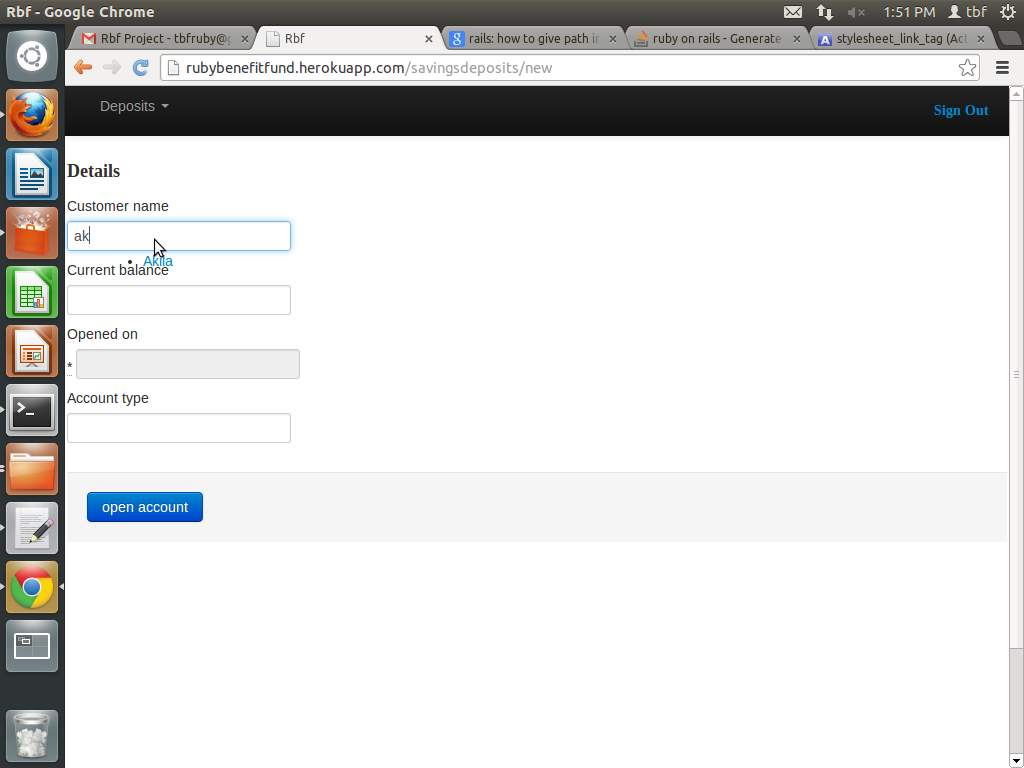 Rbf - Google Chrome
1:51 PM tbf
Rbf Project - tbfruby@g
Rbf
rails: how to give path in
ruby on rails - Generate
stylesheet_link_tag (Act
rubybenefitfund.herokuapp.com/savingsdeposits/new
Deposits
Sign Out
Details
Customer name
ak
Akila
Current balance
Opened on
*
Account type
open account